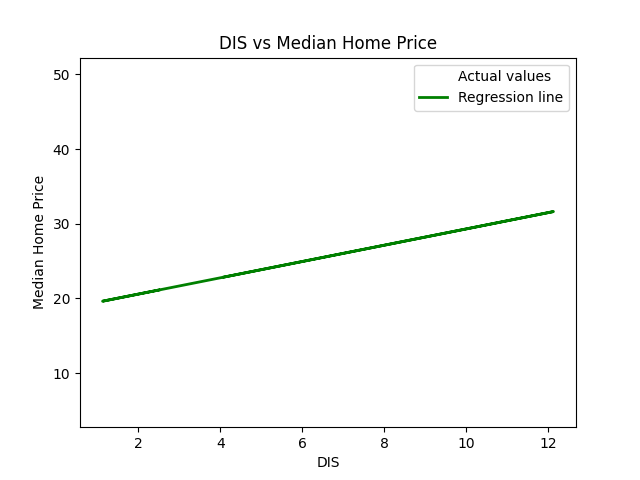 DIS vs Median Home Price
Actual values
Regression line
Median Home Price
50
40
30
20
10
2 4 6 8 10 12
DIS